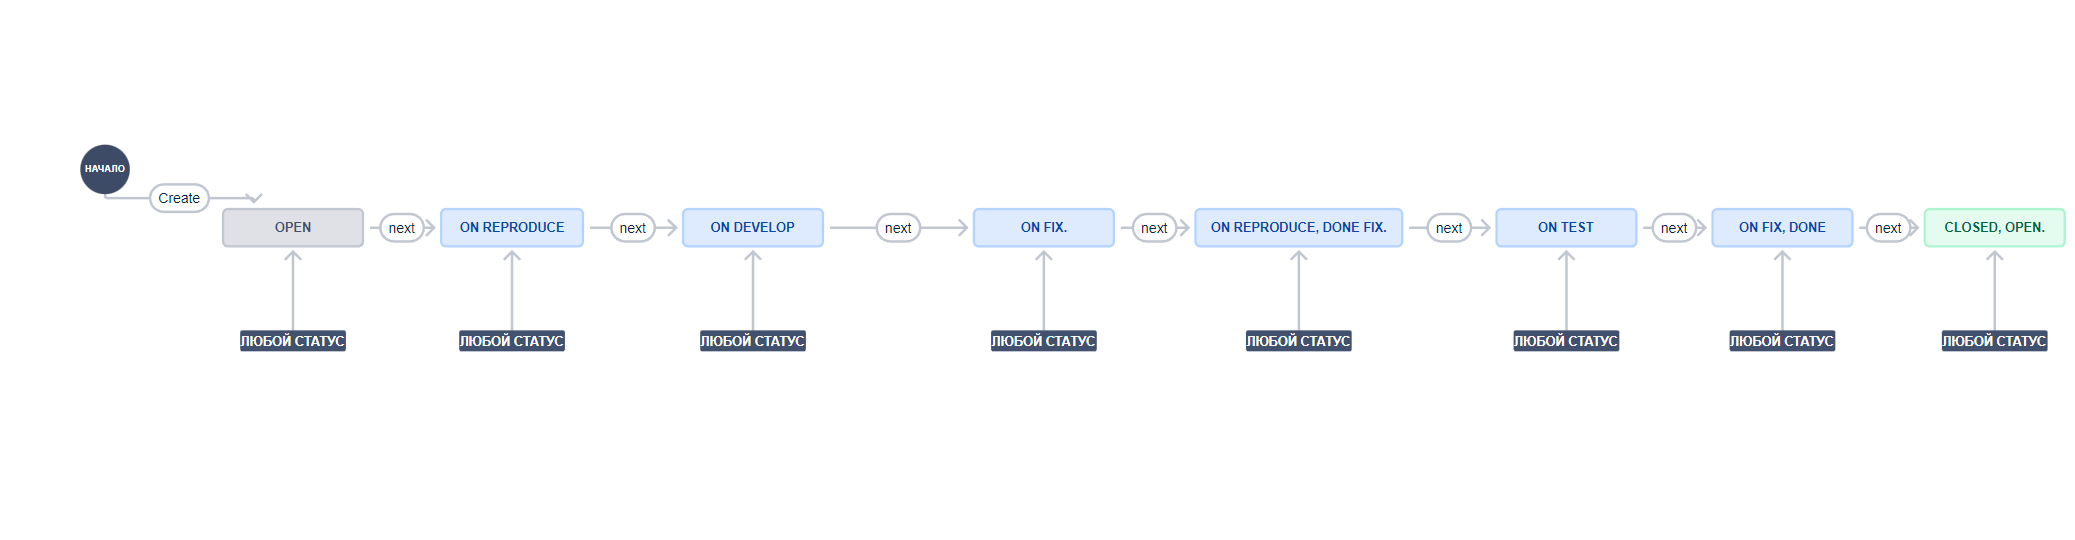 НАЧАЛО
Create
OPEN
next
ON REPRODUCE
next
ON DEVELOP
next
ON FIX.
next
ON REPRODUCE, DONE FIX.
next
ON TEST
next
ON FIX, DONE
next
CLOSED, OPEN.
ЛЮБОЙ СТАТУС
ЛЮБОЙ СТАТУС
ЛЮБОЙ СТАТУС
ЛЮБОЙ СТАТУС
ЛЮБОЙ СТАТУС
ЛЮБОЙ СТАТУС
ЛЮБОЙ СТАТУС
ЛЮБОЙ СТАТУС